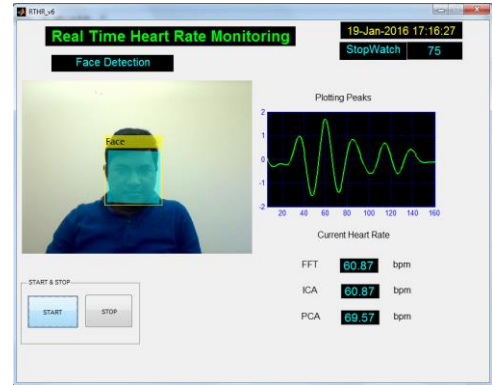 RTHR_v6
Real Time Heart Rate Monitoring
19-Jan-2016 17:16:27
StopWatch 75
Face Detection
Plotting Peaks
Face
2
1
0
-1
-2
20 40 60 80 100 120 140 160
Current Heart Rate
FFT 60.87 bpm
ICA 60.87 bpm
PCA 69.57 bpm
START & STOP
START STOP